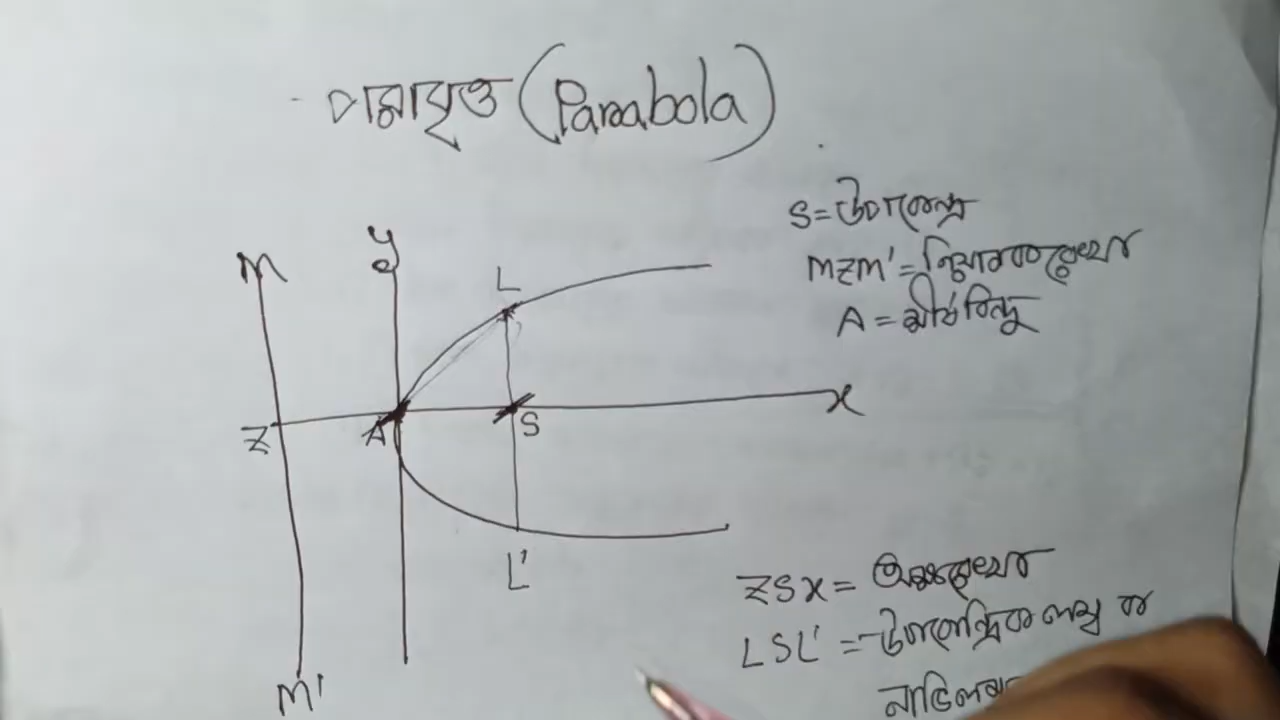 পরাবৃত্ত (Parabola)
S = উপকেন্দ্র
MZM' = নিয়ামকরেখা
A = শীর্ষবিন্দু
M
y
L
Z
A
S
x
L'
M'
ZSX = অক্ষরেখা
LSL' = উপকেন্দ্রিক লম্ব বা